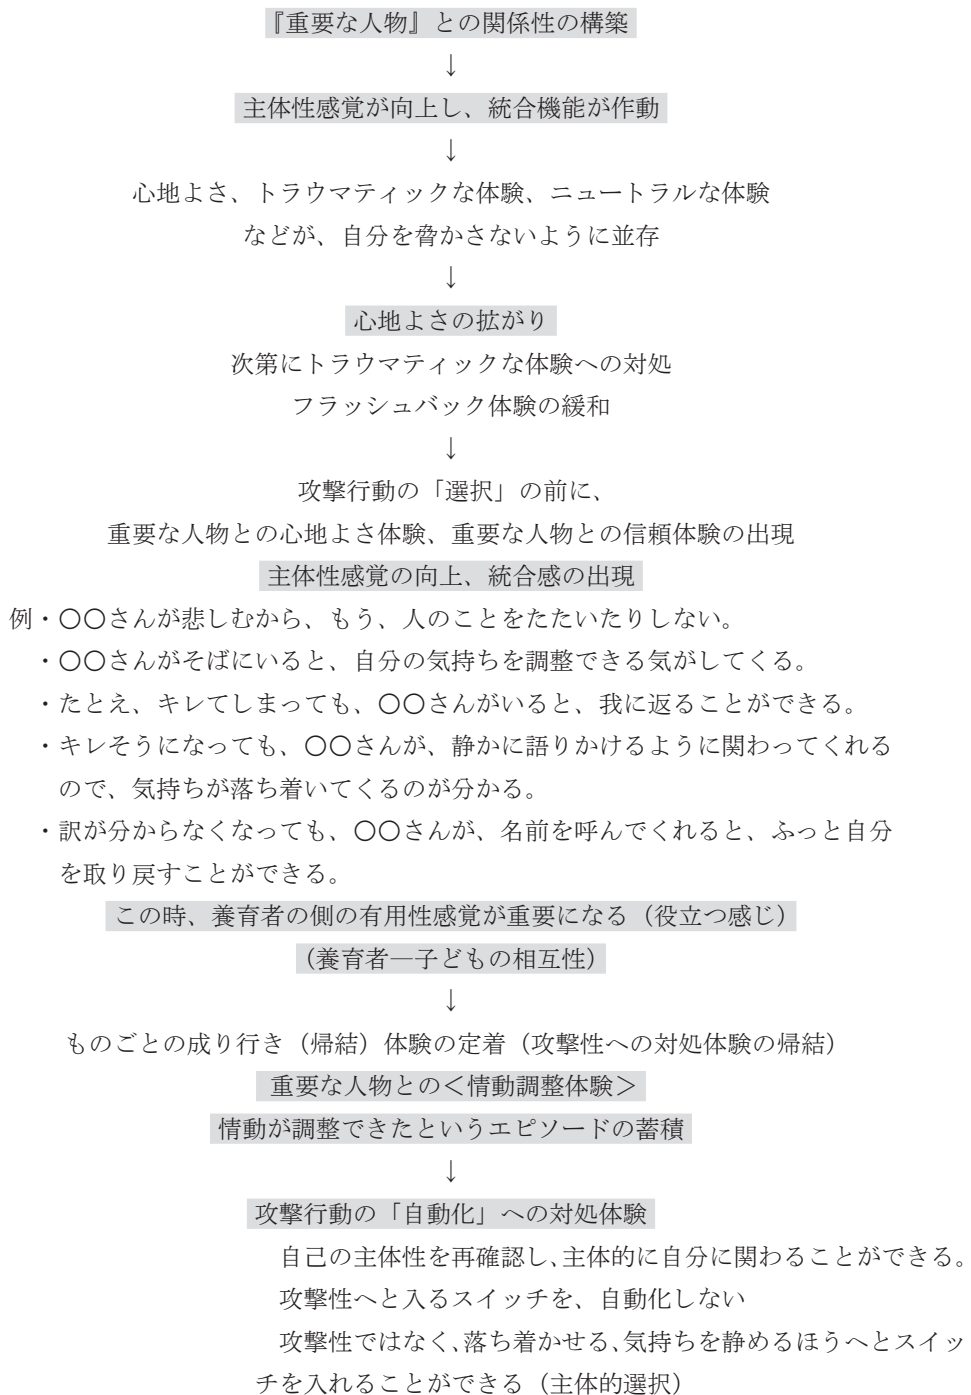 『重要な人物』との関係性の構築
↓
主体性感覚が向上し、統合機能が作動
↓
心地よさ、トラウマティックな体験、ニュートラルな体験
などが、自分を脅かさないように並存
↓
心地よさの拡がり
次第にトラウマティックな体験への対処
フラッシュバック体験の緩和
↓
攻撃行動の「選択」の前に、
重要な人物との心地よさ体験、重要な人物との信頼体験の出現
主体性感覚の向上、統合感の出現
例・〇〇さんが悲しむから、もう、人のことをたたいたりしない。
・〇〇さんがそばにいると、自分の気持ちを調整できる気がしてくる。
・たとえ、キレてしまっても、〇〇さんがいると、我に返ることができる。
・キレそうになっても、〇〇さんが、静かに語りかけるように関わってくれる
ので、気持ちが落ち着いてくるのが分かる。
・訳が分からなくなっても、〇〇さんが、名前を呼んでくれると、ふっと自分
を取り戻すことができる。
この時、養育者の側の有用性感覚が重要になる（役立つ感じ）
（養育者―子どもの相互性）
↓
ものごとの成り行き（帰結）体験の定着（攻撃性への対処体験の帰結）
重要な人物との＜情動調整体験＞
情動が調整できたというエピソードの蓄積
↓
攻撃行動の「自動化」への対処体験
自己の主体性を再確認し、主体的に自分に関わることができる。
攻撃性へと入るスイッチを、自動化しない
攻撃性ではなく、落ち着かせる、気持ちを静めるほうへとスイッ
チを入れることができる（主体的選択）